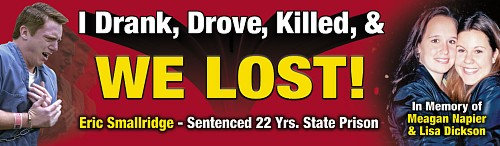 I Drank, Drove, Killed, &
WE LOST!
Eric Smallridge - Sentenced 22 Yrs. State Prison
In Memory of
Meagan Napier
& Lisa Dickson